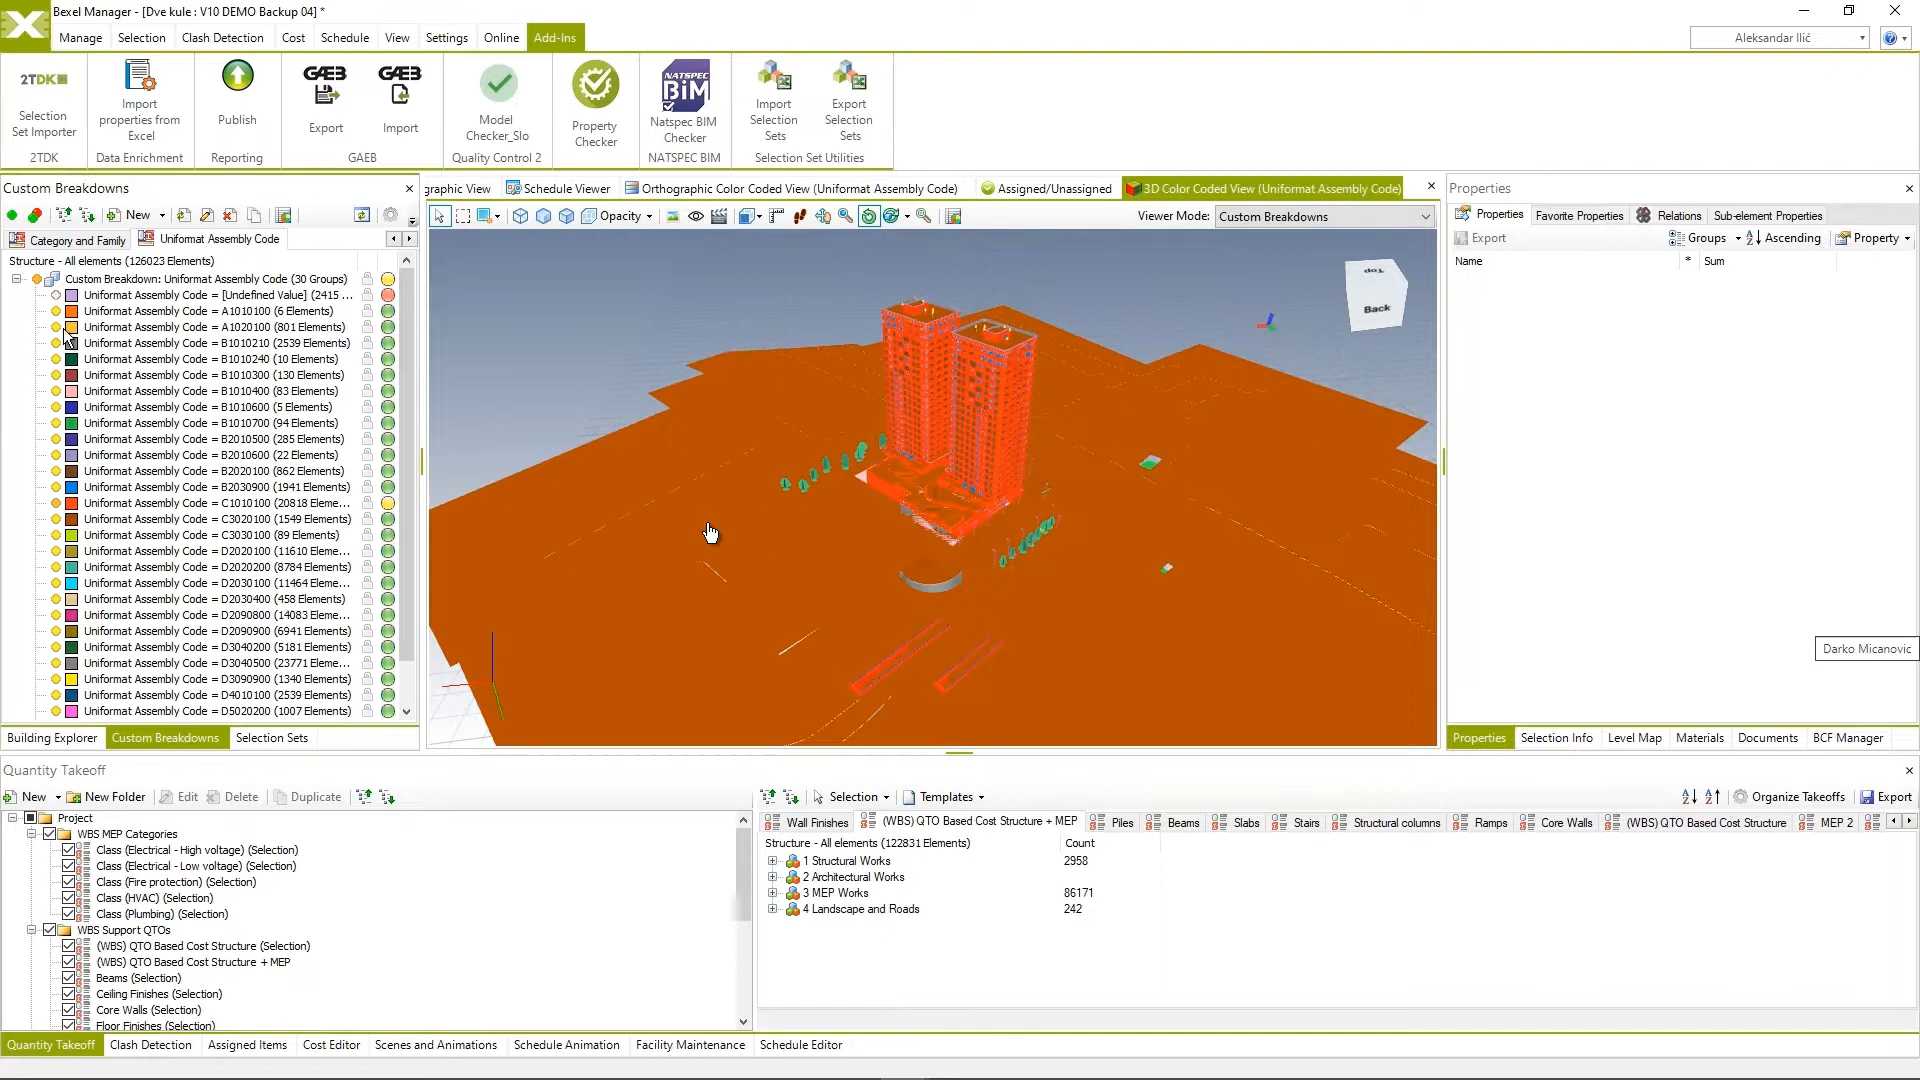 Bexel Manager - [Dve kule : V10 DEMO Backup 04] *
Manage Selection Clash Detection Cost Schedule View Settings Online Add-Ins
Aleksandar Ilić
2TDK
Selection Set Importer
2TDK
Import properties from Excel
Data Enrichment
Publish
Reporting
GAEB Export
GAEB Import
GAEB
Model Checker_Slo
Quality Control 2
Property Checker
NATSPEC BIM
Natspec BIM Checker
NATSPEC BIM
Import Selection Sets
Export Selection Sets
Selection Set Utilities
Custom Breakdowns
New
Category and Family Uniformat Assembly Code
Structure - All elements (126023 Elements)
Custom Breakdown: Uniformat Assembly Code (30 Groups)
Uniformat Assembly Code = [Undefined Value] (2415 ...
Uniformat Assembly Code = A1010100 (6 Elements)
Uniformat Assembly Code = A1020100 (801 Elements)
Uniformat Assembly Code = B1010210 (2539 Elements)
Uniformat Assembly Code = B1010240 (10 Elements)
Uniformat Assembly Code = B1010300 (130 Elements)
Uniformat Assembly Code = B1010400 (83 Elements)
Uniformat Assembly Code = B1010600 (5 Elements)
Uniformat Assembly Code = B1010700 (94 Elements)
Uniformat Assembly Code = B2010500 (285 Elements)
Uniformat Assembly Code = B2010600 (22 Elements)
Uniformat Assembly Code = B2020100 (862 Elements)
Uniformat Assembly Code = B2030900 (1941 Elements)
Uniformat Assembly Code = C1010100 (20818 Eleme...
Uniformat Assembly Code = C3020100 (1549 Elements)
Uniformat Assembly Code = C3030100 (89 Elements)
Uniformat Assembly Code = D2020100 (11610 Eleme...
Uniformat Assembly Code = D2020200 (8784 Elements)
Uniformat Assembly Code = D2030100 (11464 Eleme...
Uniformat Assembly Code = D2030400 (458 Elements)
Uniformat Assembly Code = D2090800 (14083 Eleme...
Uniformat Assembly Code = D2090900 (6941 Elements)
Uniformat Assembly Code = D3040200 (5181 Elements)
Uniformat Assembly Code = D3040500 (23771 Eleme...
Uniformat Assembly Code = D3090900 (1340 Elements)
Uniformat Assembly Code = D4010100 (2539 Elements)
Uniformat Assembly Code = D5020200 (1007 Elements)
Building Explorer Custom Breakdowns Selection Sets
graphic View Schedule Viewer Orthographic Color Coded View (Uniformat Assembly Code) Assigned/Unassigned 3D Color Coded View (Uniformat Assembly Code)
Opacity Viewer Mode: Custom Breakdowns
Top
Back
Properties
Properties Favorite Properties Relations Sub-element Properties
Export Groups Ascending Property
Name * Sum
Darko Micanovic
Properties Selection Info Level Map Materials Documents BCF Manager
Quantity Takeoff
New New Folder Edit Delete Duplicate
Project
WBS MEP Categories
Class (Electrical - High voltage) (Selection)
Class (Electrical - Low voltage) (Selection)
Class (Fire protection) (Selection)
Class (HVAC) (Selection)
Class (Plumbing) (Selection)
WBS Support QTOs
(WBS) QTO Based Cost Structure (Selection)
(WBS) QTO Based Cost Structure + MEP
Beams (Selection)
Ceiling Finishes (Selection)
Core Walls (Selection)
Floor Finishes (Selection)
Selection Templates Organize Takeoffs Export
Wall Finishes (WBS) QTO Based Cost Structure + MEP Piles Beams Slabs Stairs Structural columns Ramps Core Walls (WBS) QTO Based Cost Structure MEP 2
Structure - All elements (122831 Elements) Count
1 Structural Works 2958
2 Architectural Works
3 MEP Works 86171
4 Landscape and Roads 242
Quantity Takeoff Clash Detection Assigned Items Cost Editor Scenes and Animations Schedule Animation Facility Maintenance Schedule Editor